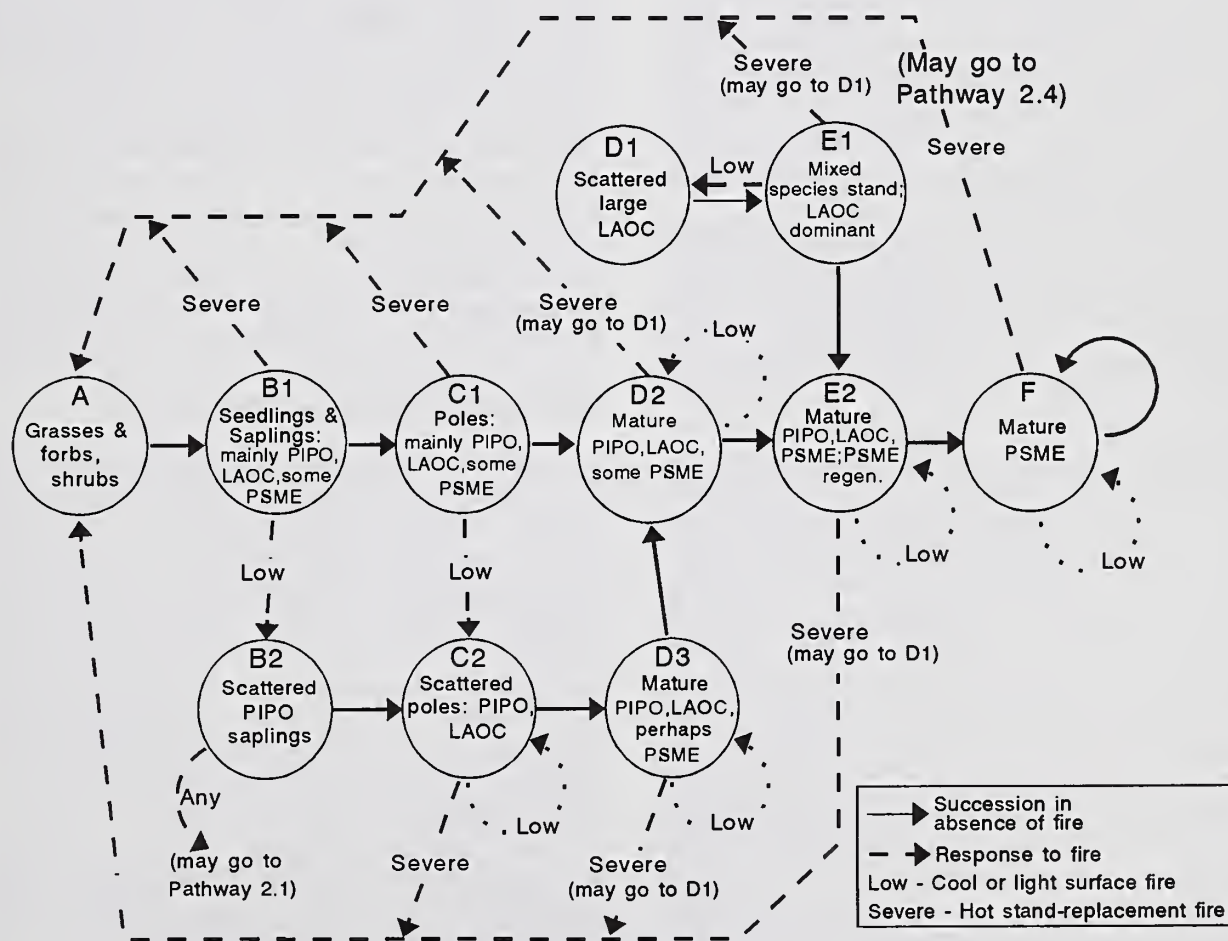 Severe
(may go to D1)
(May go to
Pathway 2.4)
Severe
D1
Scattered
large
LAOC
Low
E1
Mixed
species stand;
LAOC
dominant
Severe
Severe
Severe
(may go to D1)
Low
A
Grasses &
forbs,
shrubs
B1
Seedlings &
Saplings:
mainly PIPO,
LAOC,some
PSME
C1
Poles:
mainly PIPO,
LAOC,some
PSME
D2
Mature
PIPO,LAOC,
some PSME
E2
Mature
PIPO,LAOC,
PSME;PSME
regen.
F
Mature
PSME
Low
Low
Low
Low
B2
Scattered
PIPO
saplings
C2
Scattered
poles: PIPO,
LAOC
D3
Mature
PIPO,LAOC,
perhaps
PSME
Severe
(may go to D1)
Any
(may go to
Pathway 2.1)
Low
Low
Severe
Severe
(may go to D1)
Succession in
absence of fire
Response to fire
Low - Cool or light surface fire
Severe - Hot stand-replacement fire